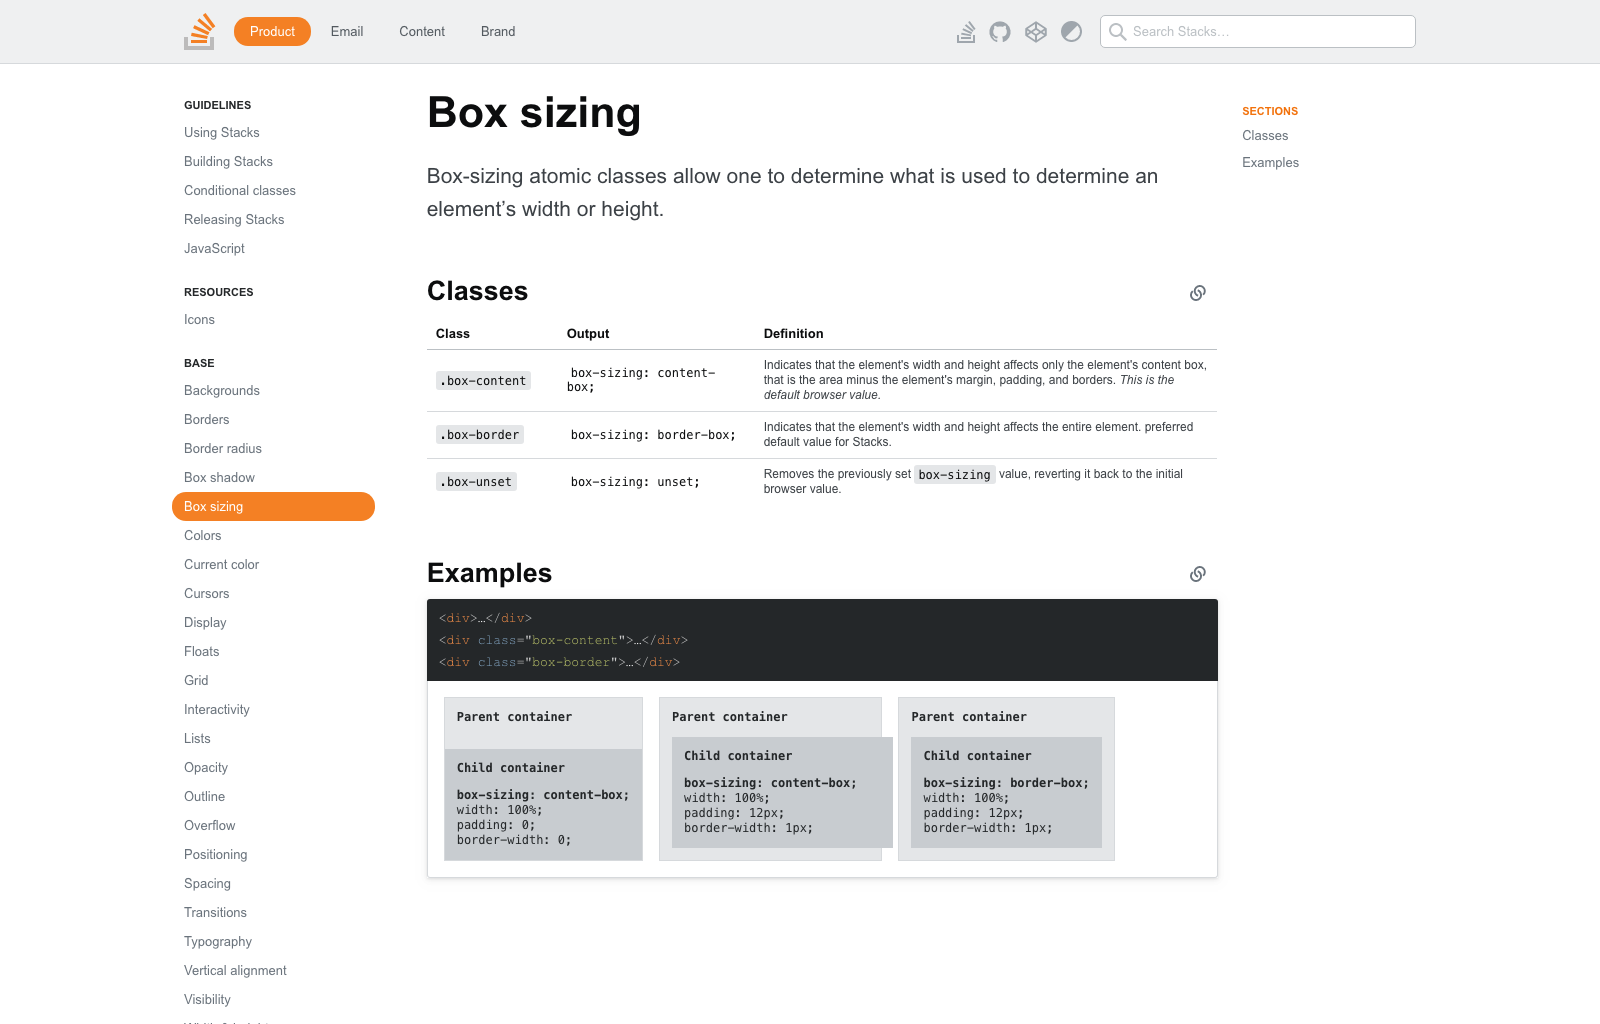 Product
Email
Content
Brand
Search Stacks…
GUIDELINES
Using Stacks
Building Stacks
Conditional classes
Releasing Stacks
JavaScript
RESOURCES
Icons
BASE
Backgrounds
Borders
Border radius
Box shadow
Box sizing
Colors
Current color
Cursors
Display
Floats
Grid
Interactivity
Lists
Opacity
Outline
Overflow
Positioning
Spacing
Transitions
Typography
Vertical alignment
Visibility
Box sizing
Box-sizing atomic classes allow one to determine what is used to determine an
element’s width or height.
Classes
Class Output Definition
.box-content
box-sizing: content-
box;
Indicates that the element's width and height affects only the element's content box,
that is the area minus the element's margin, padding, and borders. This is the
default browser value.
.box-border
box-sizing: border-box;
Indicates that the element's width and height affects the entire element. preferred
default value for Stacks.
.box-unset
box-sizing: unset;
Removes the previously set box-sizing value, reverting it back to the initial
browser value.
Examples
<div>…</div>
<div class="box-content">…</div>
<div class="box-border">…</div>
Parent container
Child container
box-sizing: content-box;
width: 100%;
padding: 0;
border-width: 0;
Parent container
Child container
box-sizing: content-box;
width: 100%;
padding: 12px;
border-width: 1px;
Parent container
Child container
box-sizing: border-box;
width: 100%;
padding: 12px;
border-width: 1px;
SECTIONS
Classes
Examples